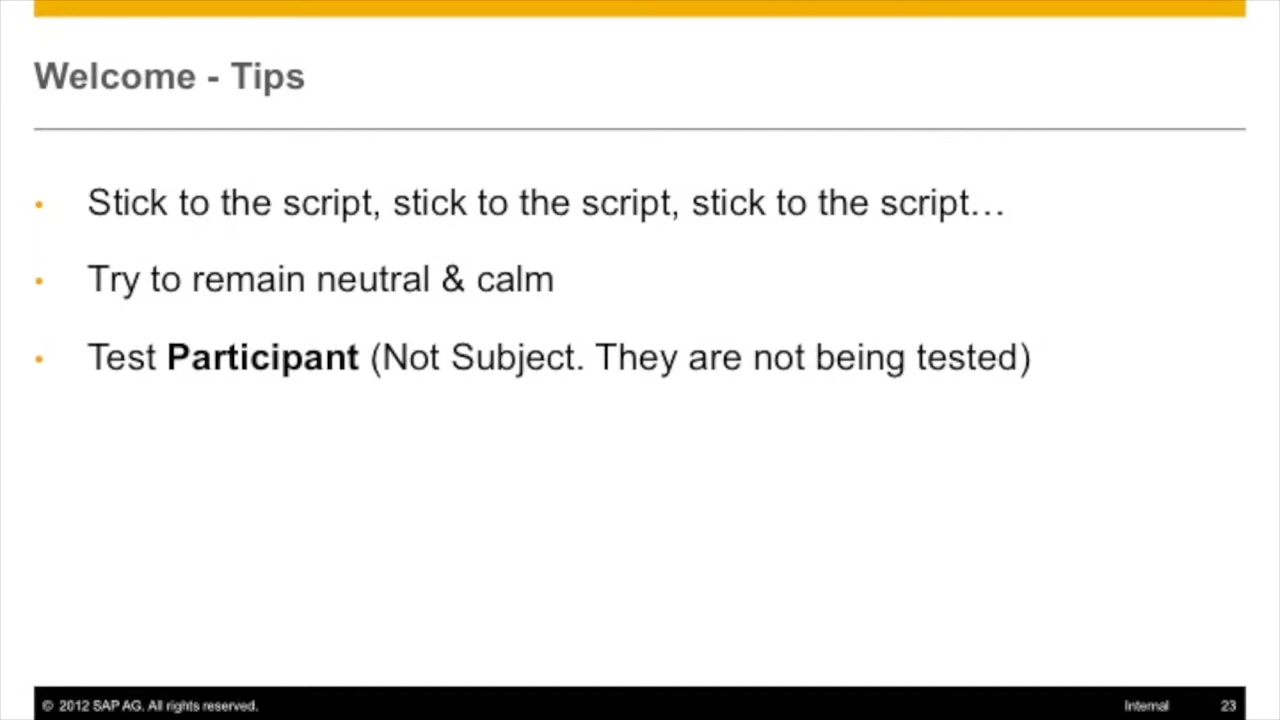 Welcome - Tips
• Stick to the script, stick to the script, stick to the script…
• Try to remain neutral & calm
• Test Participant (Not Subject. They are not being tested)
© 2012 SAP AG. All rights reserved. Internal 23